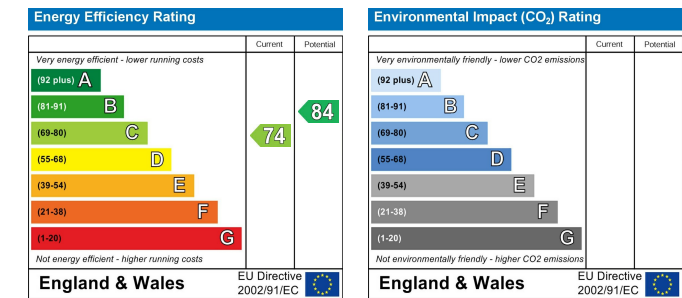 Energy Efficiency Rating
Current Potential
Very energy efficient - lower running costs
(92 plus) A
(81-91) B
(69-80) C
(55-68) D
(39-54) E
(21-38) F
(1-20) G
74
84
Not energy efficient - higher running costs
England & Wales
EU Directive
2002/91/EC
Environmental Impact (CO₂) Rating
Current Potential
Very environmentally friendly - lower CO2 emissions
(92 plus) A
(81-91) B
(69-80) C
(55-68) D
(39-54) E
(21-38) F
(1-20) G
Not environmentally friendly - higher CO2 emissions
England & Wales
EU Directive
2002/91/EC